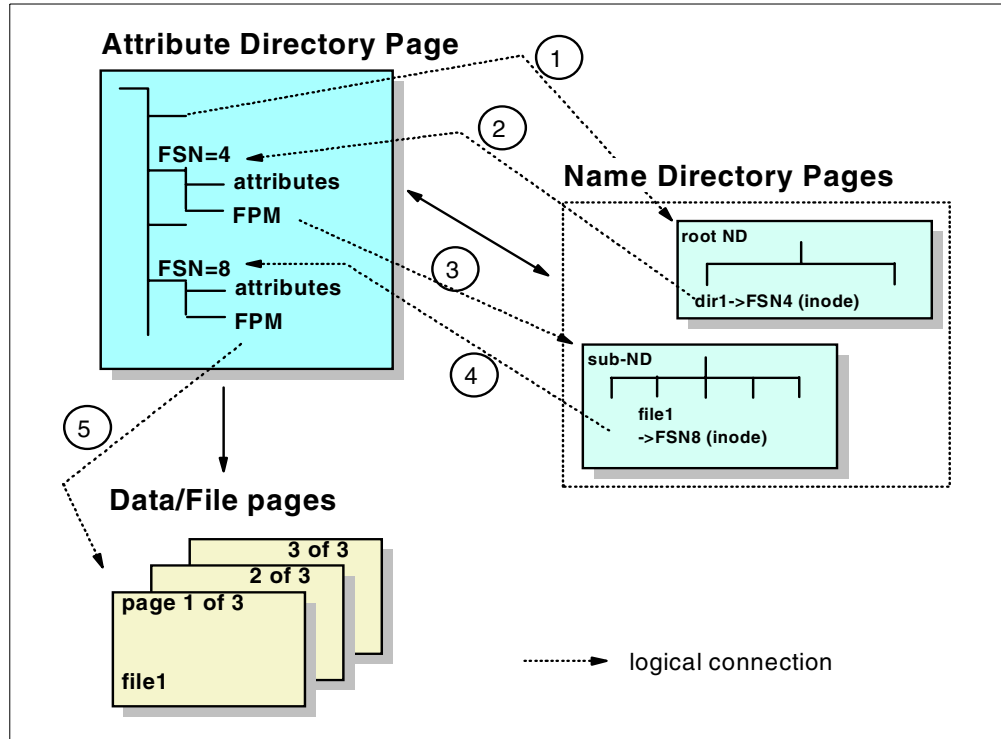 Attribute Directory Page
1
2
FSN=4
attributes
FPM
Name Directory Pages
root ND
dir1->FSN4 (inode)
3
FSN=8
attributes
FPM
sub-ND
file1
->FSN8 (inode)
4
5
Data/File pages
3 of 3
2 of 3
page 1 of 3
file1
logical connection